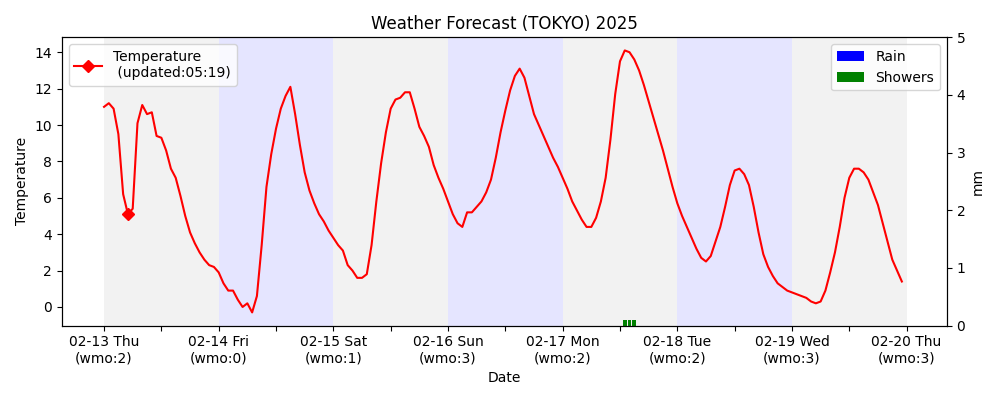 Weather Forecast (TOKYO) 2025
Temperature
(updated:05:19)
Rain
Showers
14
12
10
8
6
4
2
0
Temperature
5
4
3
2
1
0
mm
02-13 Thu
(wmo:2)
02-14 Fri
(wmo:0)
02-15 Sat
(wmo:1)
02-16 Sun
(wmo:3)
02-17 Mon
(wmo:2)
02-18 Tue
(wmo:2)
02-19 Wed
(wmo:3)
02-20 Thu
(wmo:3)
Date